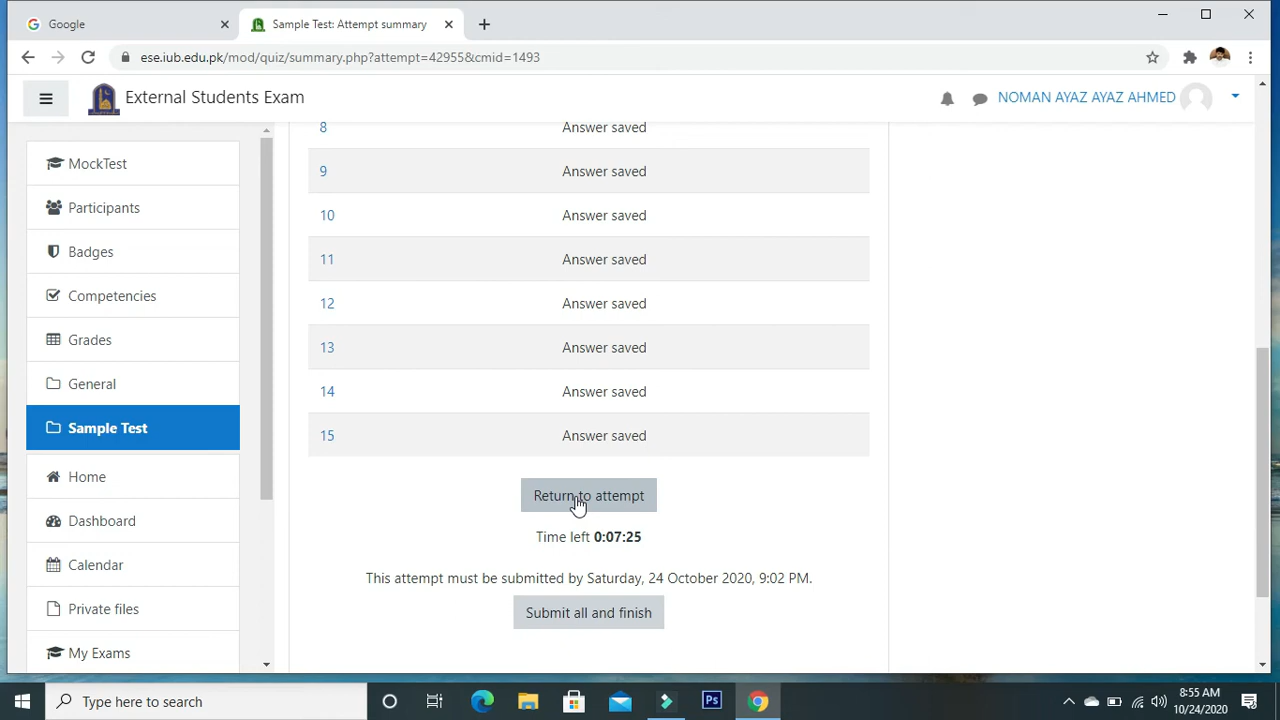 Google
Sample Test: Attempt summary
ese.iub.edu.pk/mod/quiz/summary.php?attempt=42955&cmid=1493
External Students Exam
NOMAN AYAZ AYAZ AHMED
MockTest
Participants
Badges
Competencies
Grades
General
Sample Test
Home
Dashboard
Calendar
Private files
My Exams
8 Answer saved
9 Answer saved
10 Answer saved
11 Answer saved
12 Answer saved
13 Answer saved
14 Answer saved
15 Answer saved
Return to attempt
Time left 0:07:25
This attempt must be submitted by Saturday, 24 October 2020, 9:02 PM.
Submit all and finish
Type here to search
Ps
8:55 AM
10/24/2020